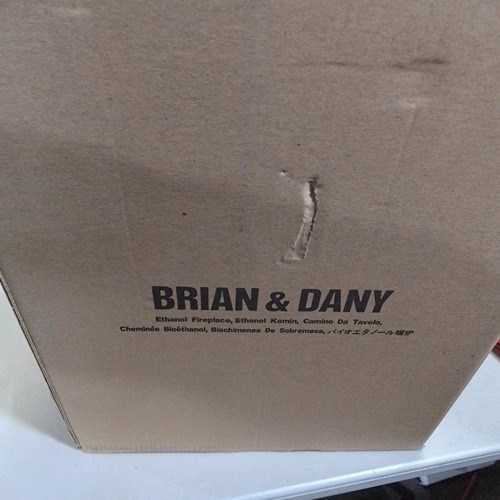 BRIAN & DANY
Ethanol Fireplace, Ethanol Kamin, Camino Da Tavolo,
Cheminée Bioéthanol, Biochimenea De Sobremesa, バイオエタノール暖炉